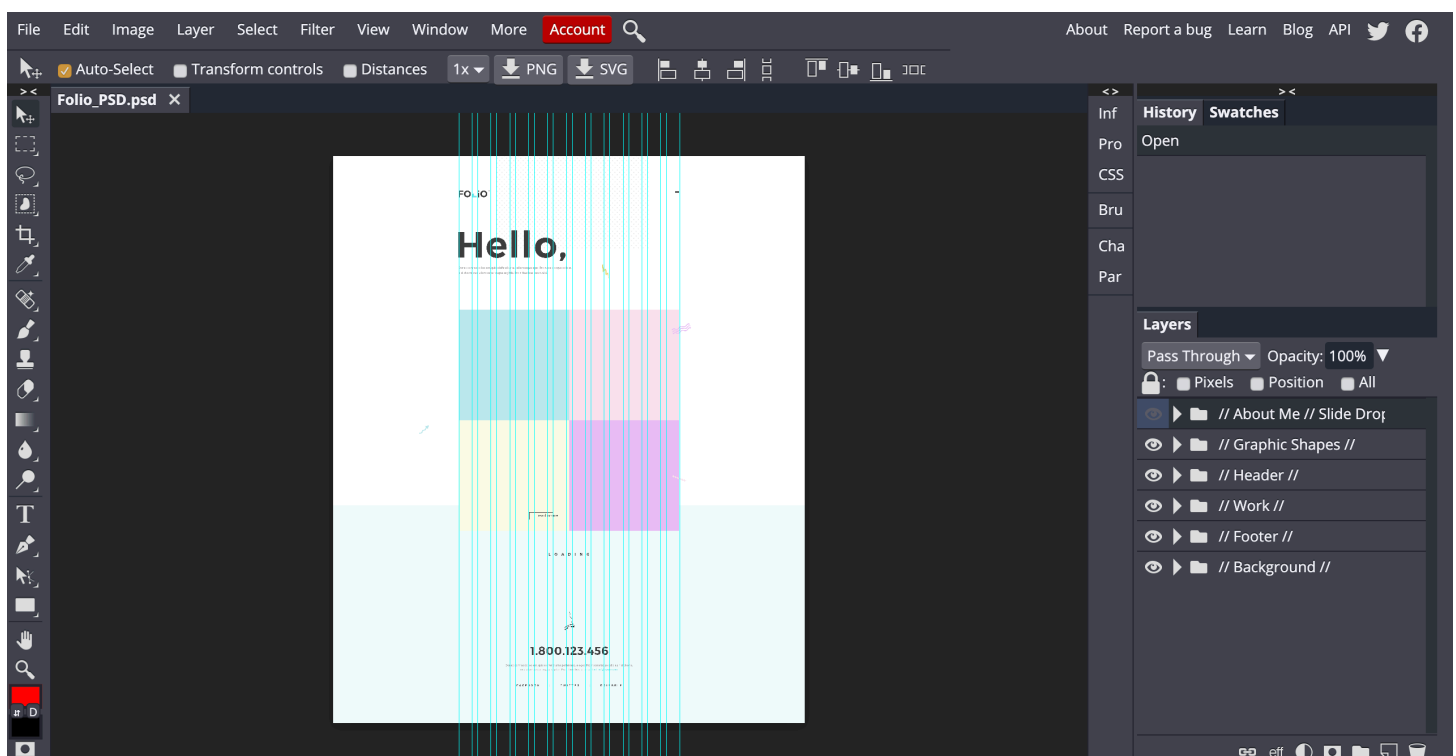 File Edit Image Layer Select Filter View Window More Account About Report a bug Learn Blog API
Auto-Select Transform controls Distances 1x PNG SVG
> < < > > <
Folio_PSD.psd X
Inf History Swatches
Pro Open
CSS
Bru
Cha
Par
FOLIO
Hello,
LOADING
1.800.123.456
Layers
Pass Through Opacity: 100%
: Pixels Position All
// About Me // Slide Drop
// Graphic Shapes //
// Header //
// Work //
// Footer //
// Background //
D
eff